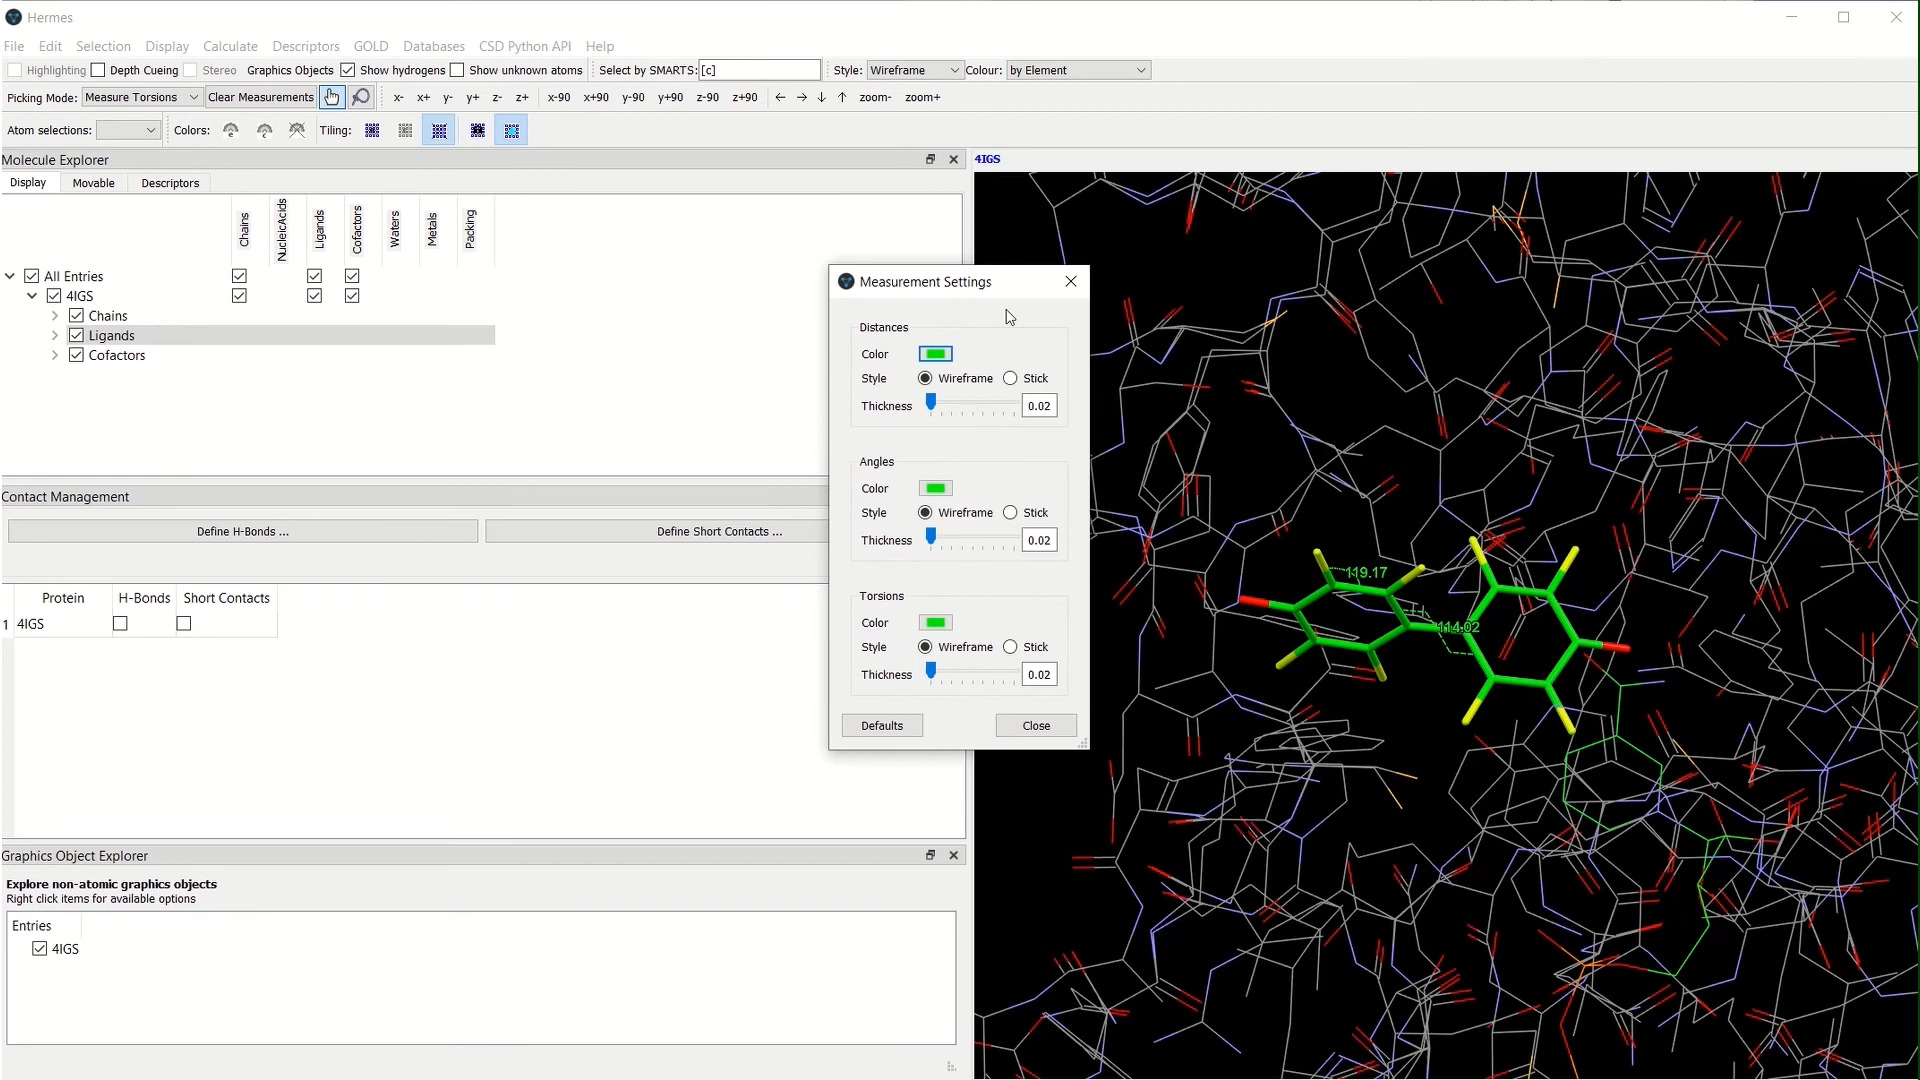 Hermes
File Edit Selection Display Calculate Descriptors GOLD Databases CSD Python API Help
Highlighting Depth Cueing Stereo Graphics Objects Show hydrogens Show unknown atoms Select by SMARTS: [c] Style: Wireframe Colour: by Element
Picking Mode: Measure Torsions Clear Measurements x- x+ y- y+ z- z+ x-90 x+90 y-90 y+90 z-90 z+90 zoom- zoom+
Atom selections: Colors: Tiling:
Molecule Explorer
4IGS
Display Movable Descriptors
Chains NucleicAcids Ligands Cofactors Waters Metals Packing
All Entries
4IGS
Chains
Ligands
Cofactors
Measurement Settings
Distances
Color
Style Wireframe Stick
Thickness 0.02
Angles
Color
Style Wireframe Stick
Thickness 0.02
Torsions
Color
Style Wireframe Stick
Thickness 0.02
Defaults Close
Contact Management
Define H-Bonds ... Define Short Contacts ...
Protein H-Bonds Short Contacts
1 4IGS
119.17
114.02
Graphics Object Explorer
Explore non-atomic graphics objects
Right click items for available options
Entries
4IGS